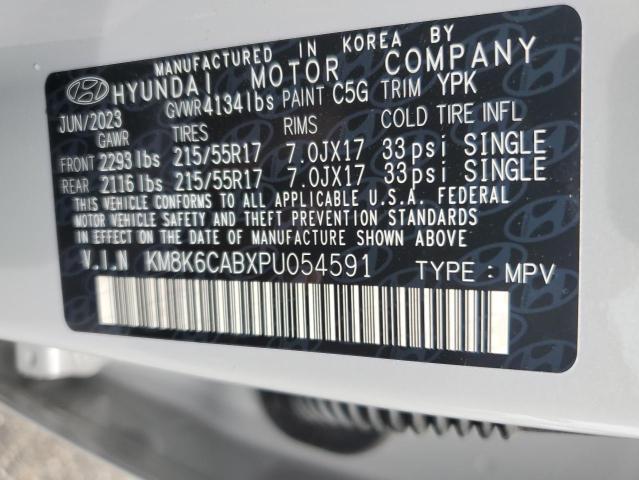 MANUFACTURED IN KOREA BY
HYUNDAI MOTOR COMPANY
JUN/2023 GVWR 4134lbs PAINT C5G TRIM YPK
GAWR TIRES RIMS COLD TIRE INFL
FRONT 2293 lbs 215/55R17 7.0JX17 33psi SINGLE
REAR 2116 lbs 215/55R17 7.0JX17 33psi SINGLE
THIS VEHICLE CONFORMS TO ALL APPLICABLE U.S.A. FEDERAL
MOTOR VEHICLE SAFETY AND THEFT PREVENTION STANDARDS
IN EFFECT ON THE DATE OF MANUFACTURE SHOWN ABOVE
V.I.N KM8K6CABXPU054591 TYPE : MPV